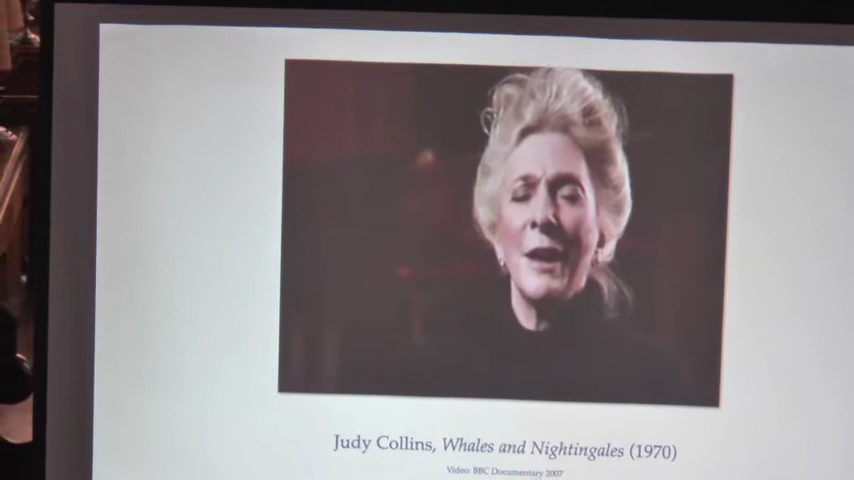 Judy Collins, Whales and Nightingales (1970)
Video: BBC Documentary 2007